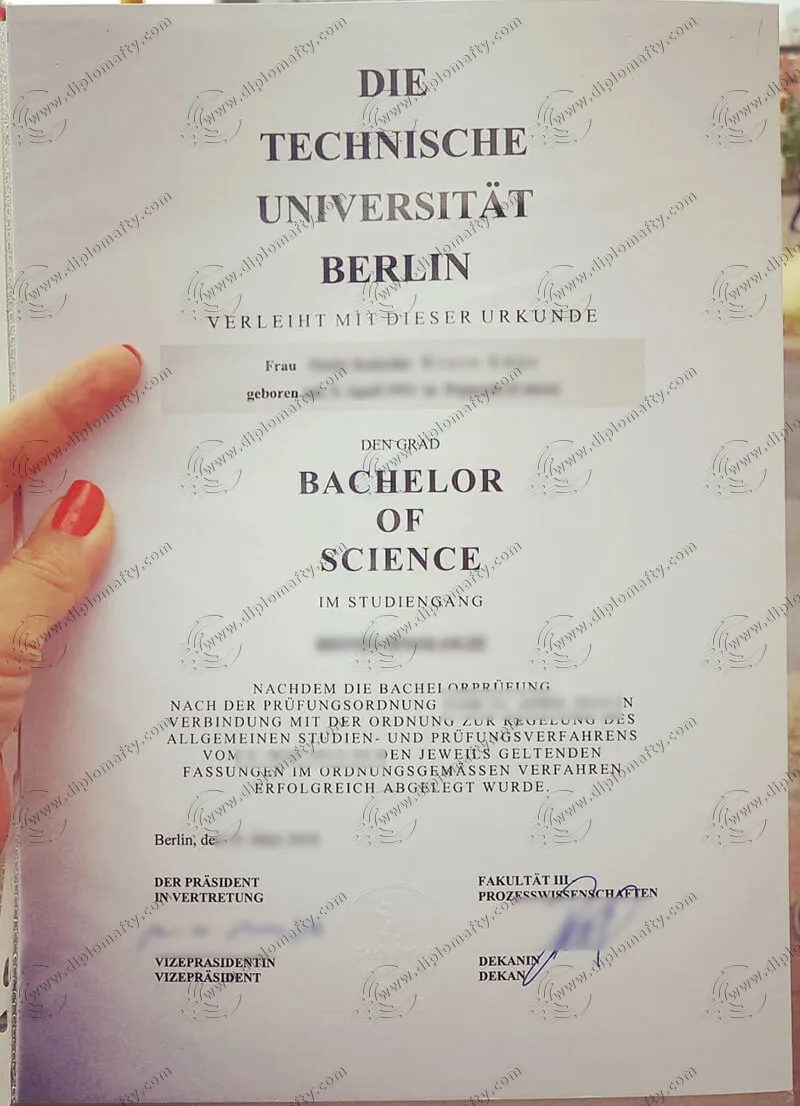 DIE
TECHNISCHE
UNIVERSITÄT
BERLIN
VERLEIHT MIT DIESER URKUNDE
Frau
geboren
DEN GRAD
BACHELOR
OF
SCIENCE
IM STUDIENGANG
NACHDEM DIE BACHELORPRÜFUNG
NACH DER PRÜFUNGSORDNUNG
VERBINDUNG MIT DER ORDNUNG ZUR REGELUNG DES
ALLGEMEINEN STUDIEN- UND PRÜFUNGSVERFAHRENS
VOM DEN JEWEILS GELTENDEN
FASSUNGEN IM ORDNUNGSGEMÄSSEN VERFAHREN
ERFOLGREICH ABGELEGT WURDE.
Berlin, de
DER PRÄSIDENT
IN VERTRETUNG
FAKULTÄT III
PROZESSWISSENSCHAFTEN
VIZEPRÄSIDENTIN
VIZEPRÄSIDENT
DEKANIN
DEKAN
www.diplomafty.com